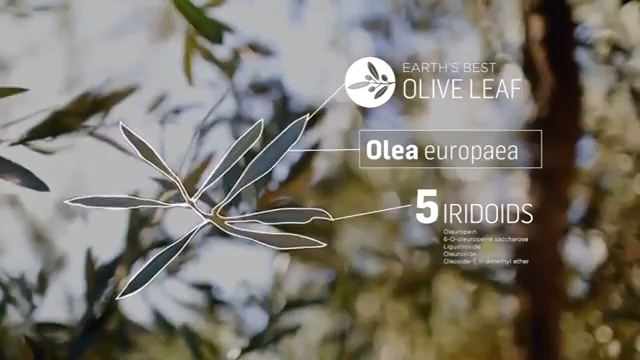 EARTH'S BEST
OLIVE LEAF
Olea europaea
5 IRIDOIDS
Oleuropein
6-O-oleuropeine saccharose
Ligustroside
Oleuroside
Oleoside-7, 11-dimethyl ether